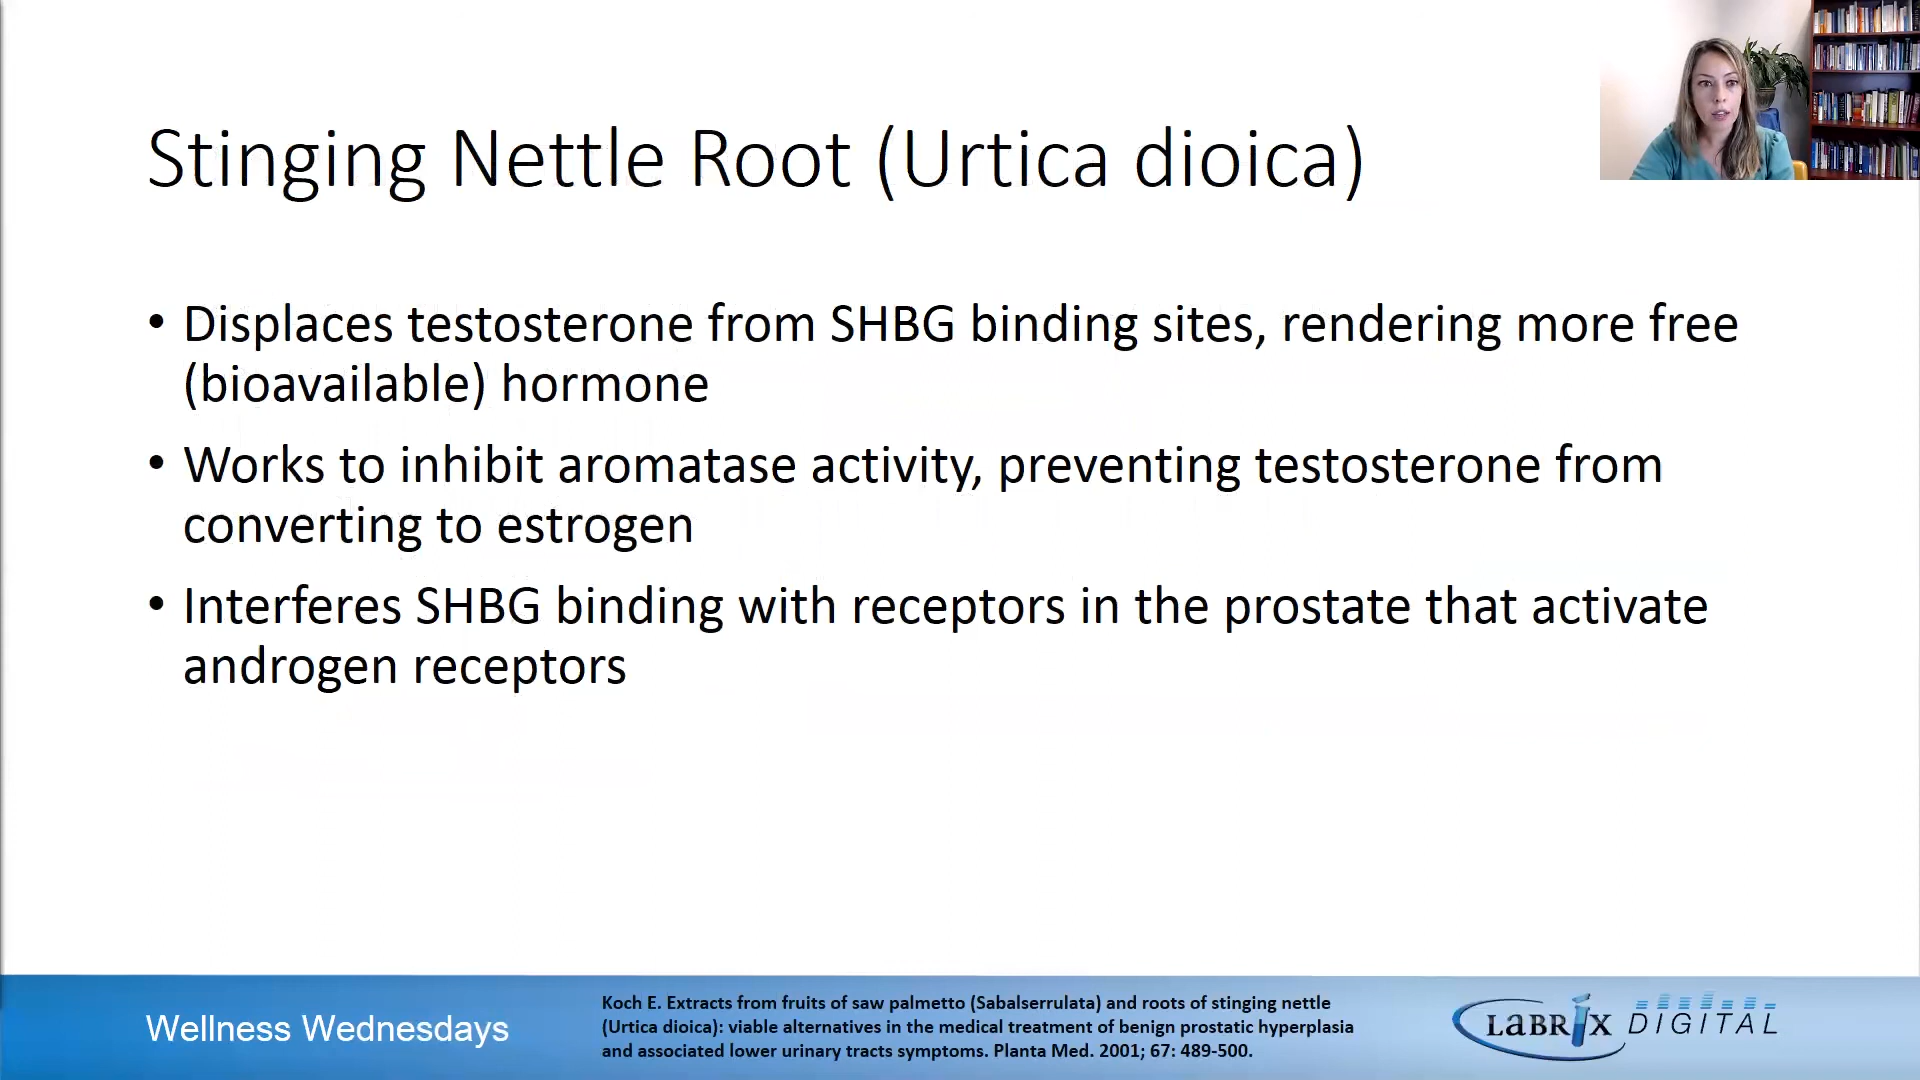 Stinging Nettle Root (Urtica dioica)
• Displaces testosterone from SHBG binding sites, rendering more free
(bioavailable) hormone
• Works to inhibit aromatase activity, preventing testosterone from
converting to estrogen
• Interferes SHBG binding with receptors in the prostate that activate
androgen receptors
Wellness Wednesdays
Koch E. Extracts from fruits of saw palmetto (Sabalserrulata) and roots of stinging nettle
(Urtica dioica): viable alternatives in the medical treatment of benign prostatic hyperplasia
and associated lower urinary tracts symptoms. Planta Med. 2001; 67: 489-500.
LABRIX DIGITAL